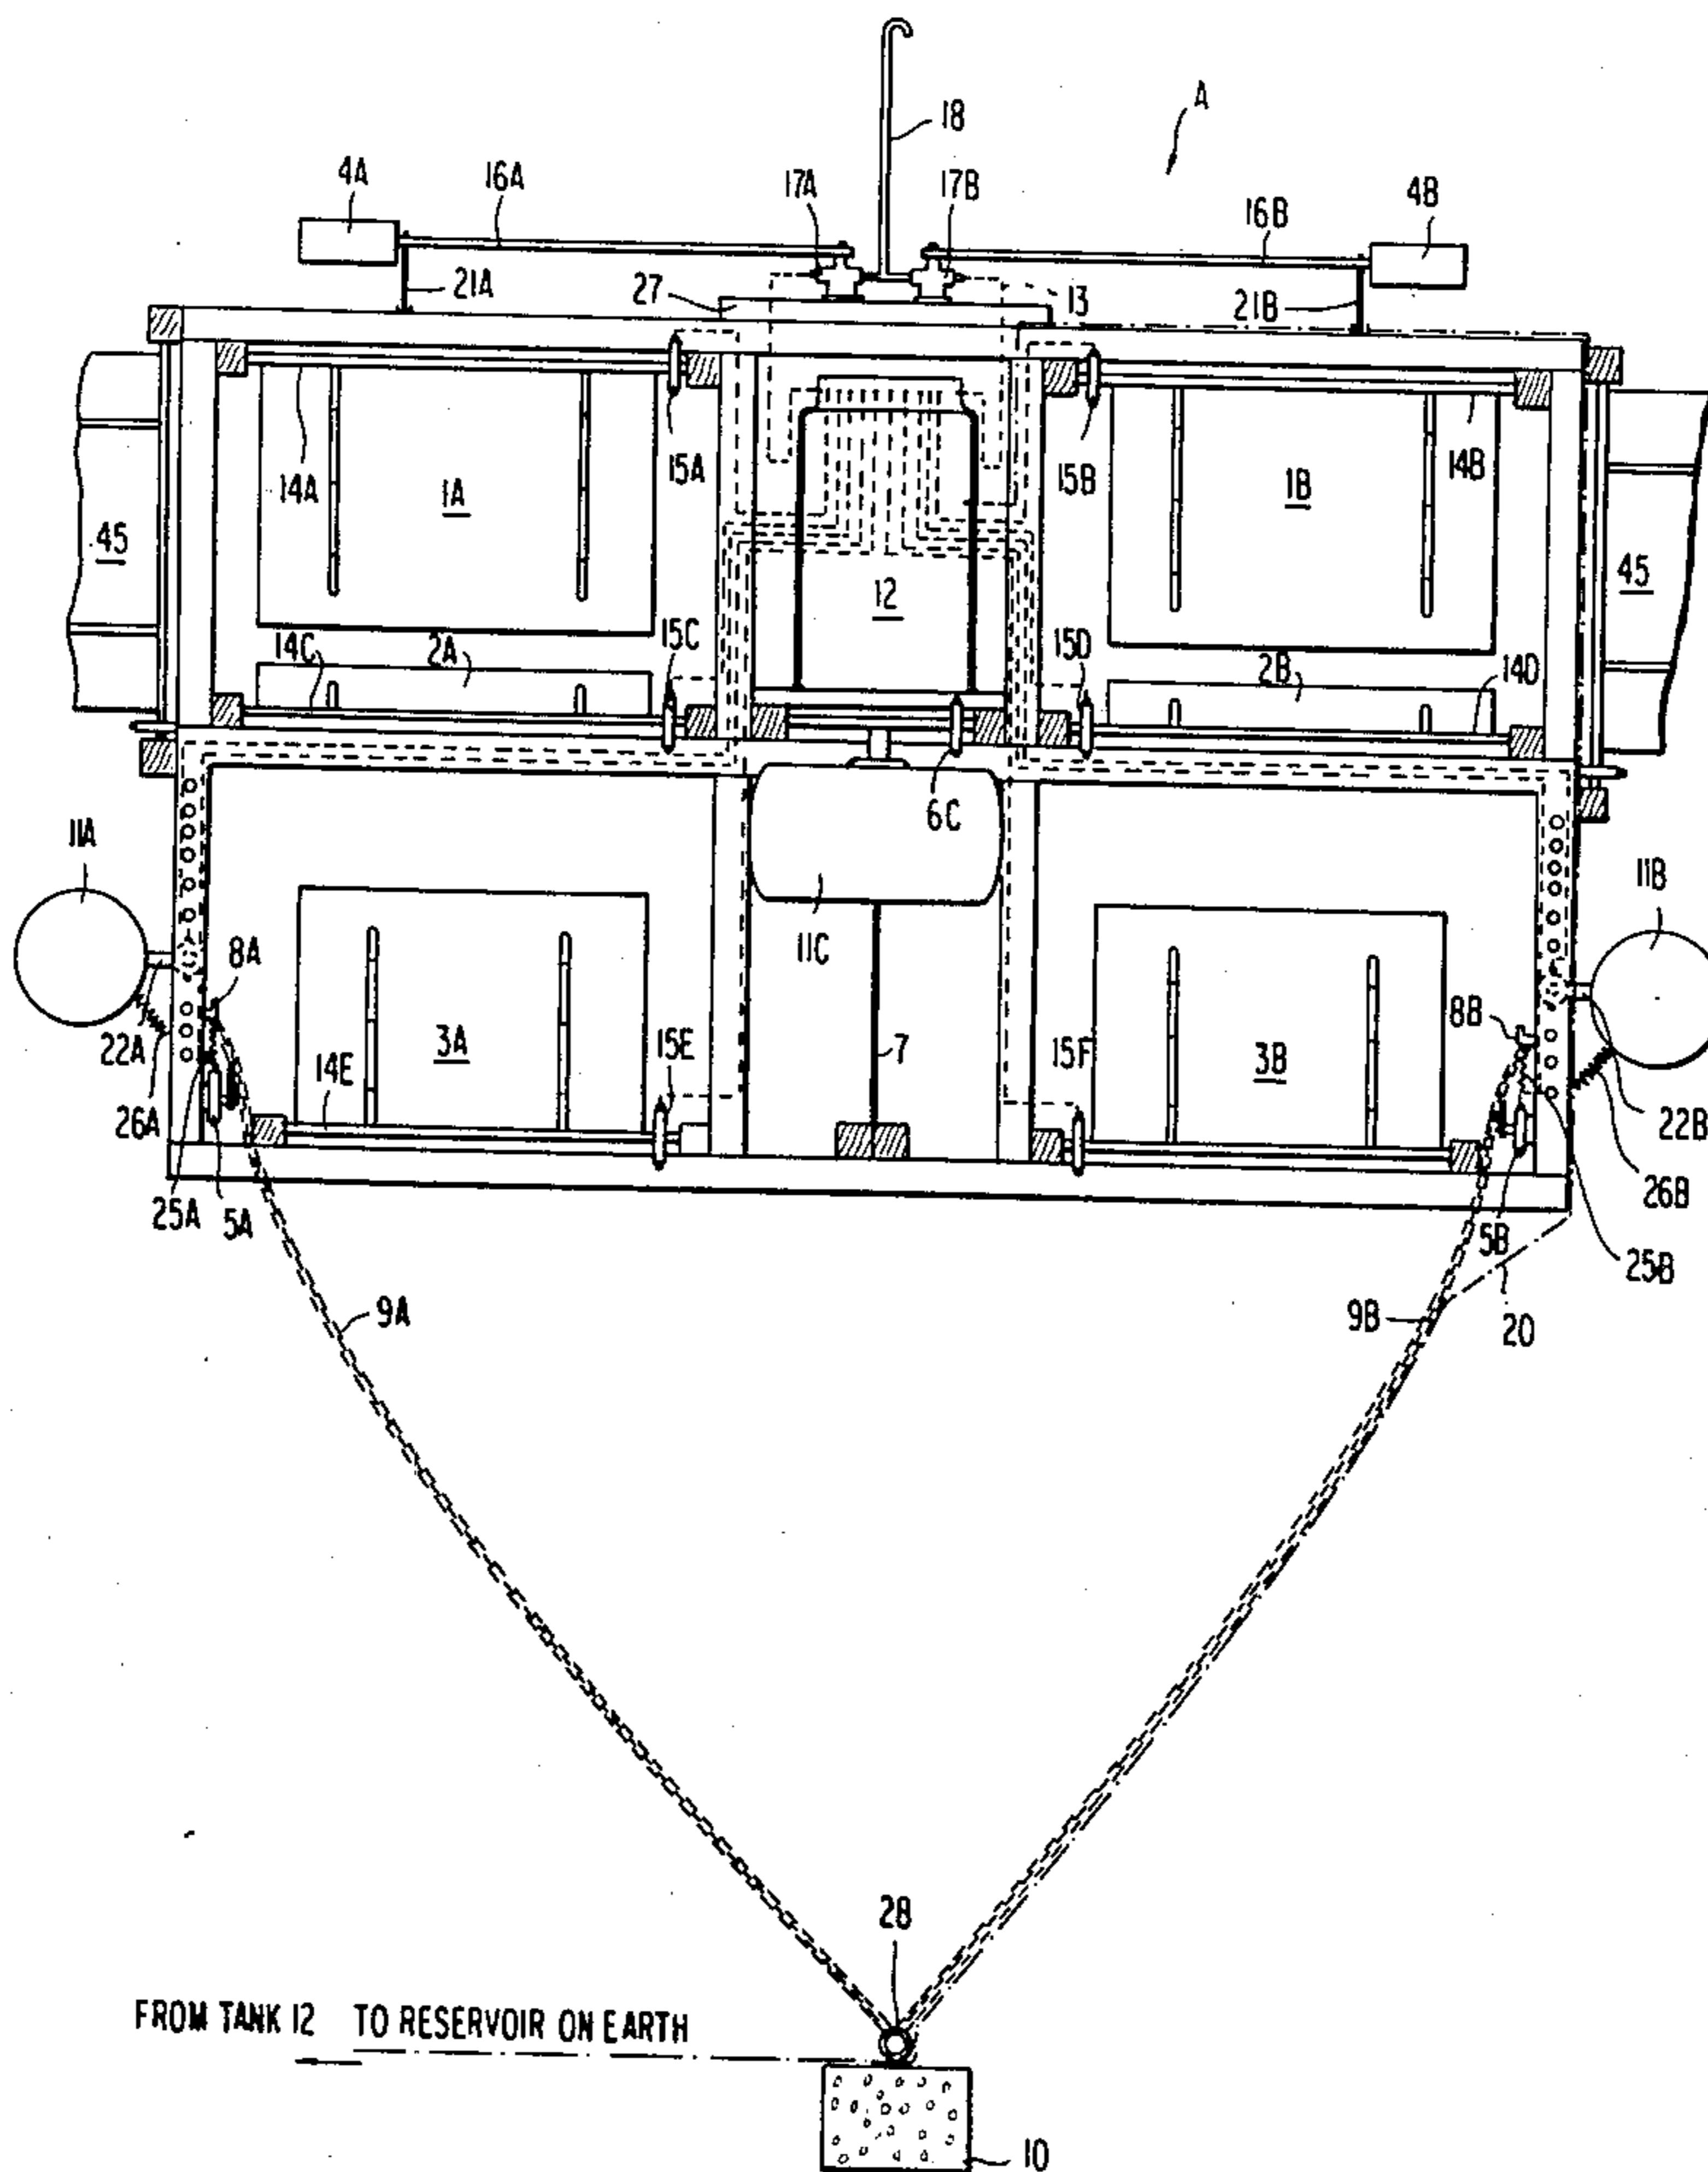 18
A
4A
16A
17A
17B
16B
4B
21A
27
13
21B
14A
1A
15A
15B
14B
1B
45
12
45
14C
2A
15C
15D
2B
14D
6C
11A
11B
11C
8A
8B
22A
3A
7
3B
14E
15E
15F
26A
22B
25A
5A
5B
26B
25B
9A
9B
20
28
FROM TANK 12 TO RESERVOIR ON EARTH
10